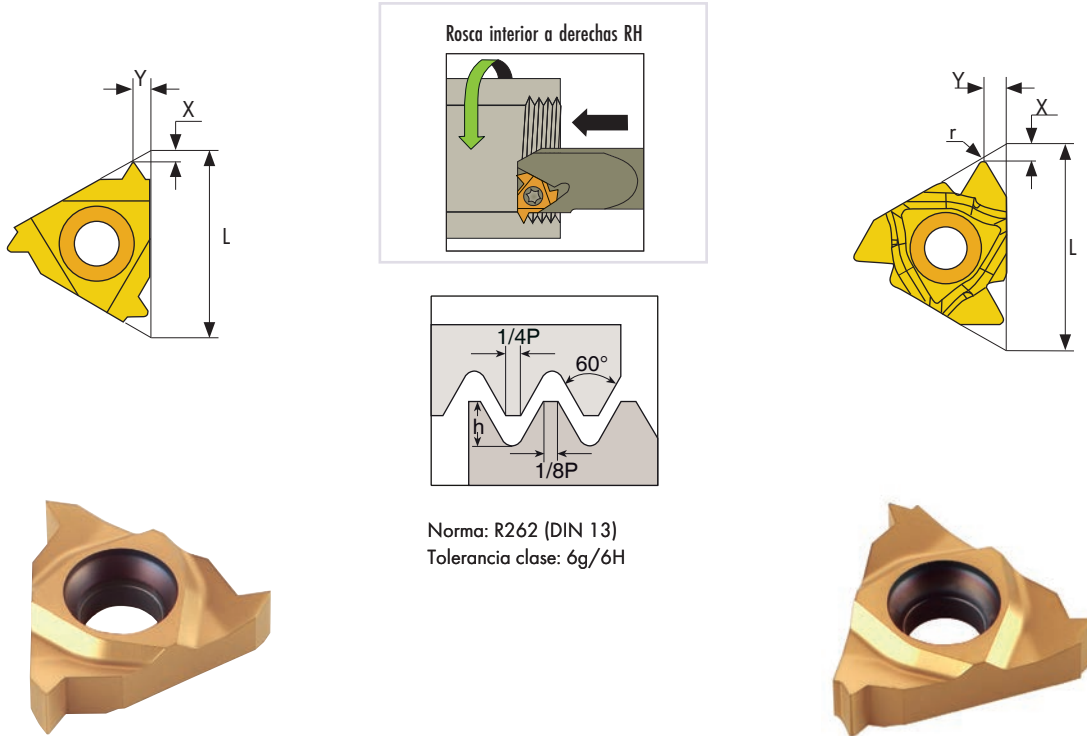 Rosca interior a derechas RH
Y
X
L
Y
X
r
L
1/4P
60°
h
1/8P
Norma: R262 (DIN 13)
Tolerancia clase: 6g/6H